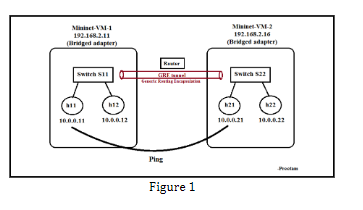 Mininet-VM-1
192.168.2.11
(Bridged adapter)
Mininet-VM-2
192.168.2.16
(Bridged adapter)
Router
Switch S11
GRE tunnel
Generic Routing Encapsulation
Switch S22
h11
h12
h21
h22
10.0.0.11
10.0.0.12
10.0.0.21
10.0.0.22
Ping
Figure 1